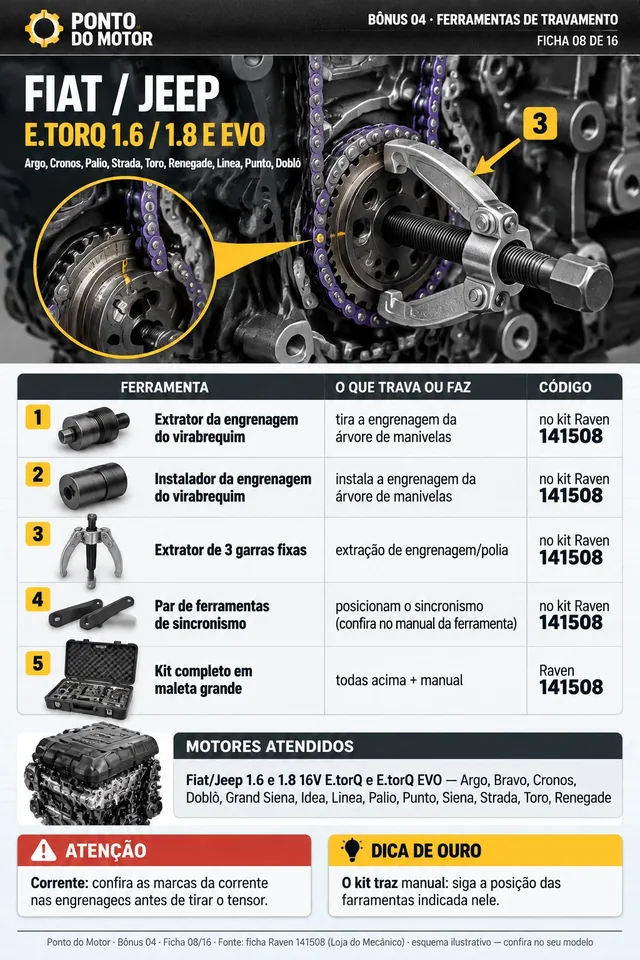 PONTO
DO MOTOR
BÔNUS 04 · FERRAMENTAS DE TRAVAMENTO
FICHA 08 DE 16
FIAT / JEEP
E.TORQ 1.6 / 1.8 E EVO
Argo, Cronos, Palio, Strada, Toro, Renegade, Linea, Punto, Doblò
3
FERRAMENTA
O QUE TRAVA OU FAZ
CÓDIGO
1
Extrator da engrenagem
do virabrequim
tira a engrenagem da
árvore de manivelas
no kit Raven
141508
2
Instalador da engrenagem
do virabrequim
instala a engrenagem da
árvore de manivelas
no kit Raven
141508
3
Extrator de 3 garras fixas
extração de engrenagem/polia
no kit Raven
141508
4
Par de ferramentas
de sincronismo
posicionam o sincronismo
(confira no manual da ferramenta)
no kit Raven
141508
5
Kit completo em
maleta grande
todas acima + manual
Raven
141508
MOTORES ATENDIDOS
Fiat/Jeep 1.6 e 1.8 16V E.torQ e E.torQ EVO — Argo, Bravo, Cronos,
Doblò, Grand Siena, Idea, Linea, Palio, Punto, Siena, Strada, Toro, Renegade
ATENÇÃO
Corrente: confira as marcas da corrente
nas engrenageos antes de tirar o tensor.
DICA DE OURO
O kit traz manual: siga a posição das
farramentas indicada nele.
Ponto do Motor · Bônus 04 · Ficha 08/16 · Fonte: ficha Raven 141508 (Loja do Mecânico) · esquema ilustrativo — confira no seu modelo